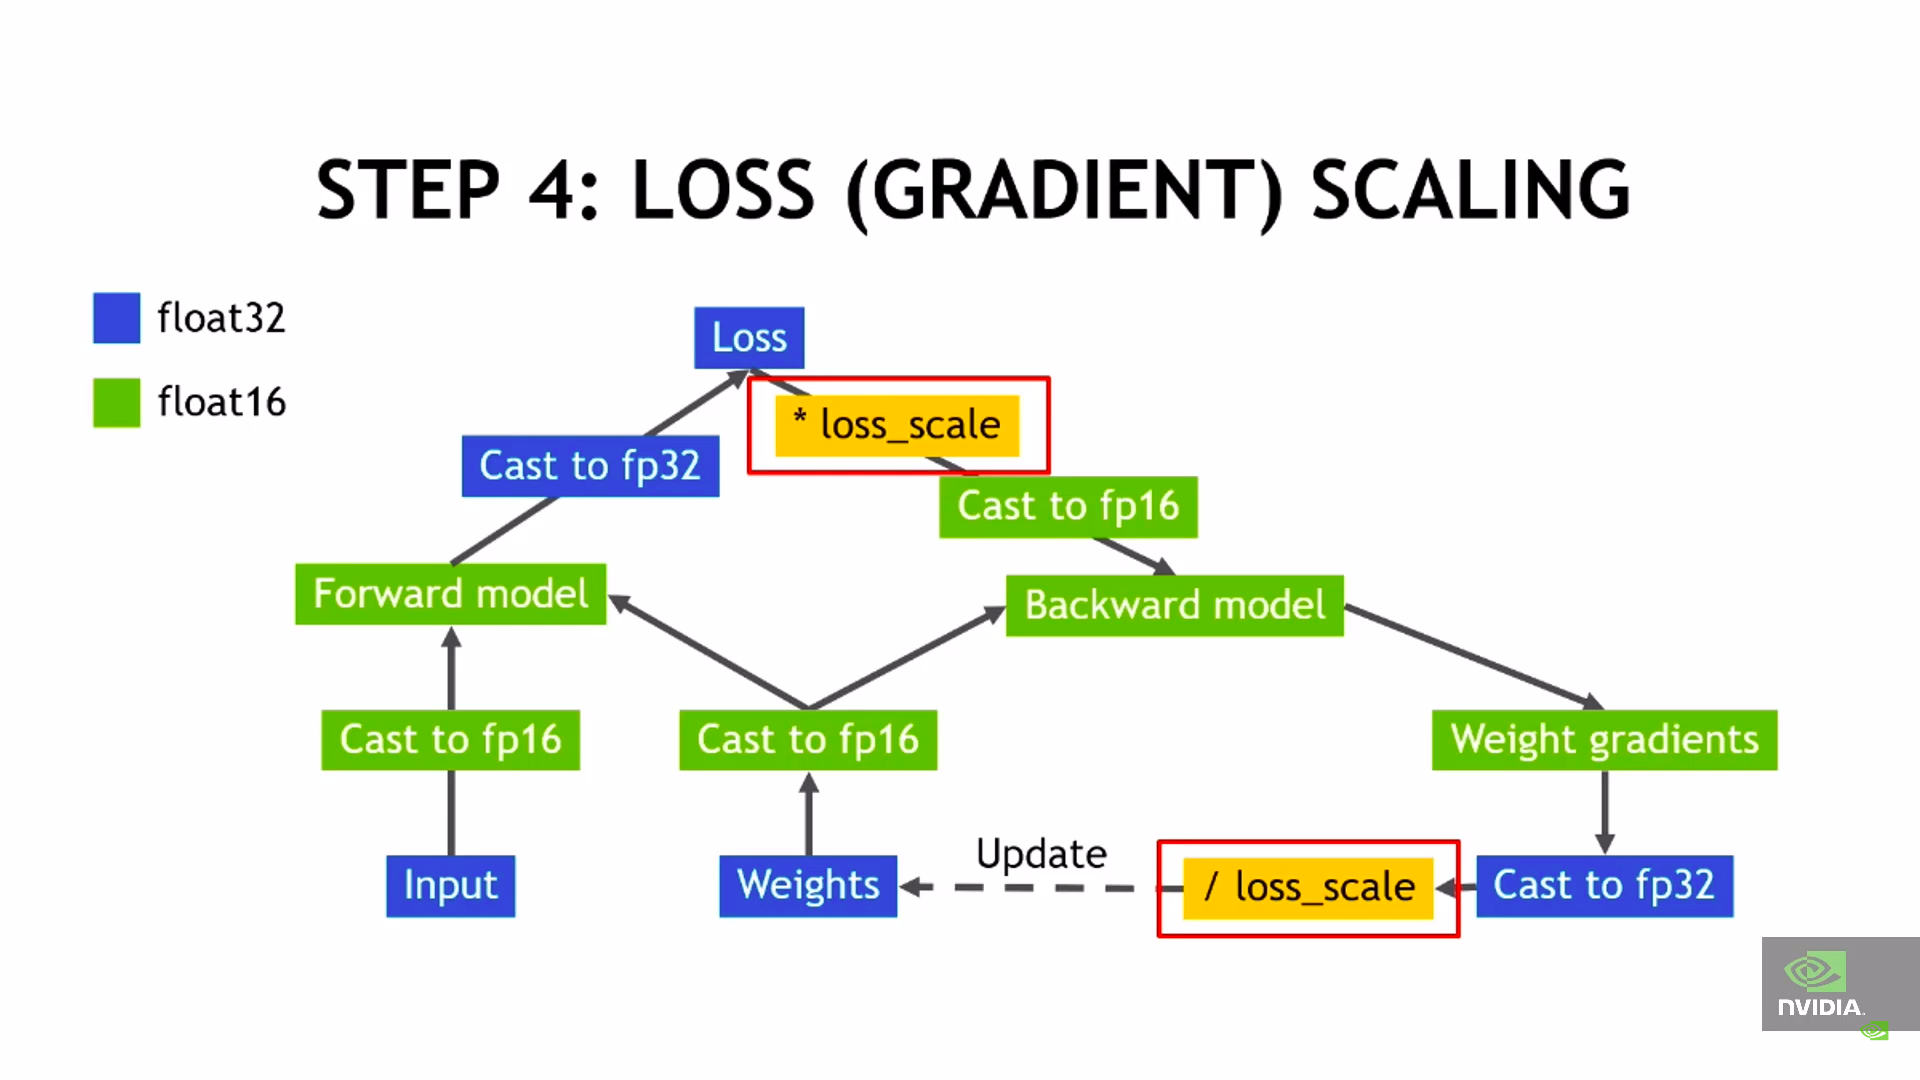 STEP 4: LOSS (GRADIENT) SCALING
float32
float16
Loss
* loss_scale
Cast to fp32
Cast to fp16
Forward model
Backward model
Cast to fp16
Cast to fp16
Weight gradients
Update
Input
Weights
/ loss_scale
Cast to fp32
NVIDIA.